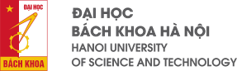 ĐẠI HỌC
BÁCH KHOA HÀ NỘI
HANOI UNIVERSITY
OF SCIENCE AND TECHNOLOGY
BÁCH KHOA